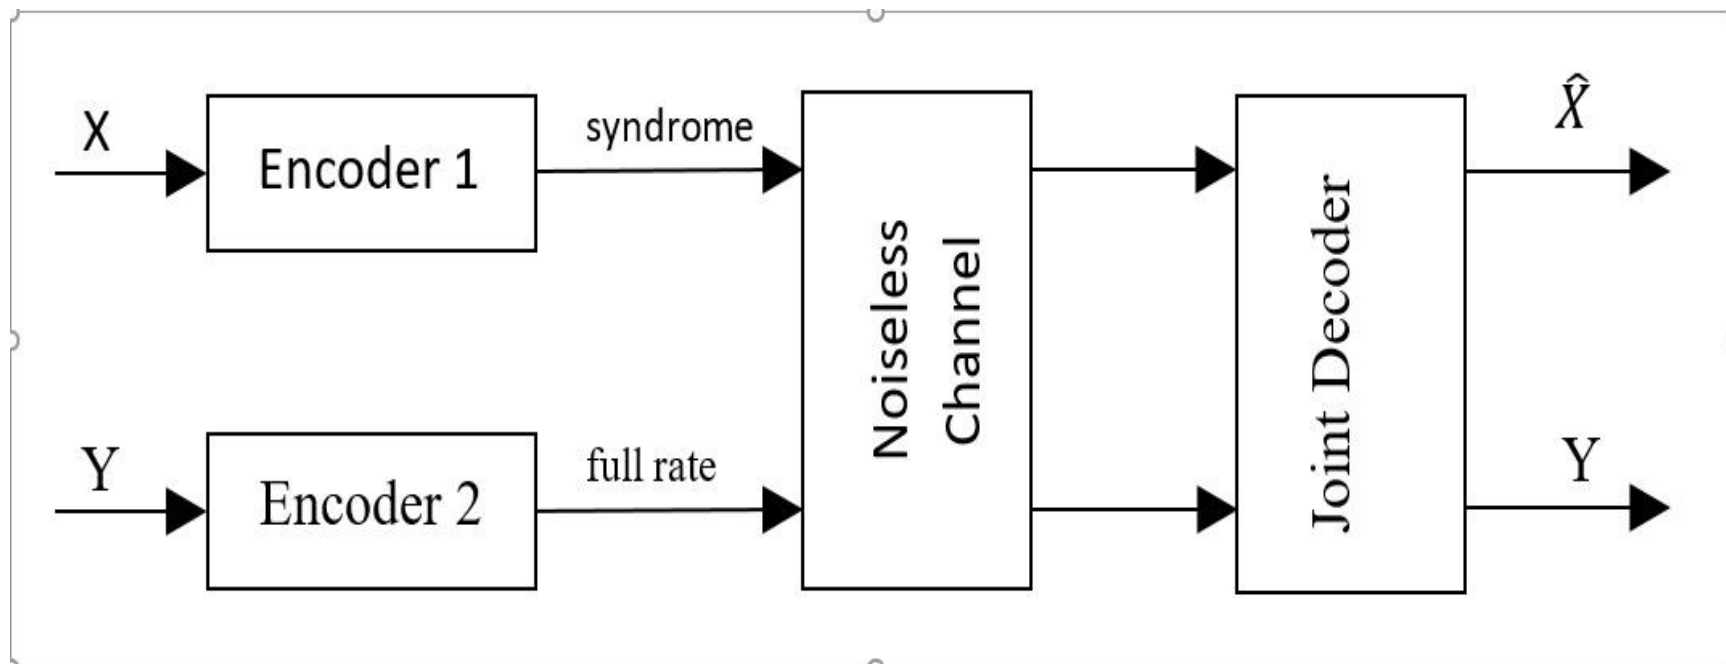 X
Encoder 1
syndrome
Noiseless
Channel
Joint Decoder
X̂
Y
Encoder 2
full rate
Y